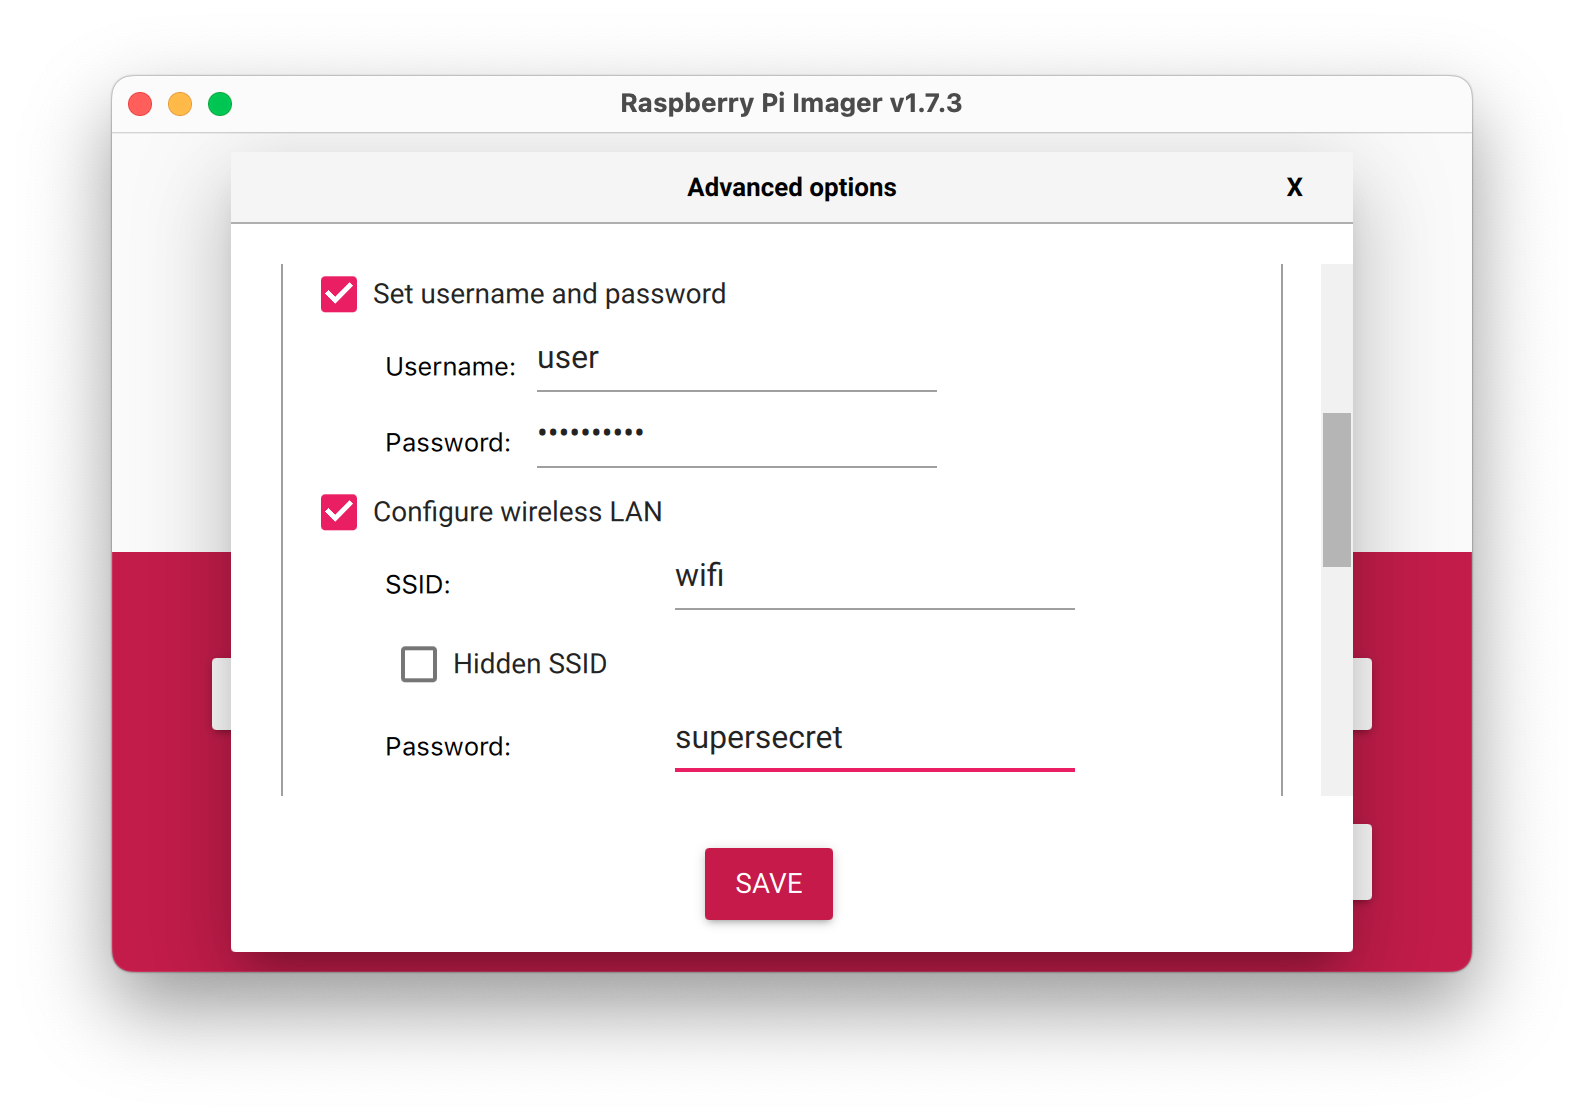 Raspberry Pi Imager v1.7.3
Advanced options X
Set username and password
Username: user
Password: ••••••••••
Configure wireless LAN
SSID: wifi
Hidden SSID
Password: supersecret
SAVE